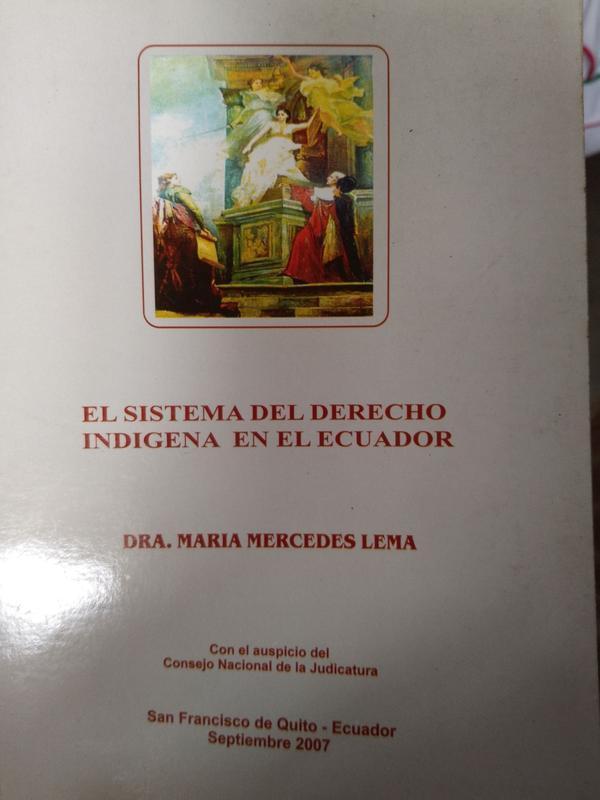 EL SISTEMA DEL DERECHO
INDIGENA EN EL ECUADOR
DRA. MARIA MERCEDES LEMA
Con el auspicio del
Consejo Nacional de la Judicatura
San Francisco de Quito - Ecuador
Septiembre 2007